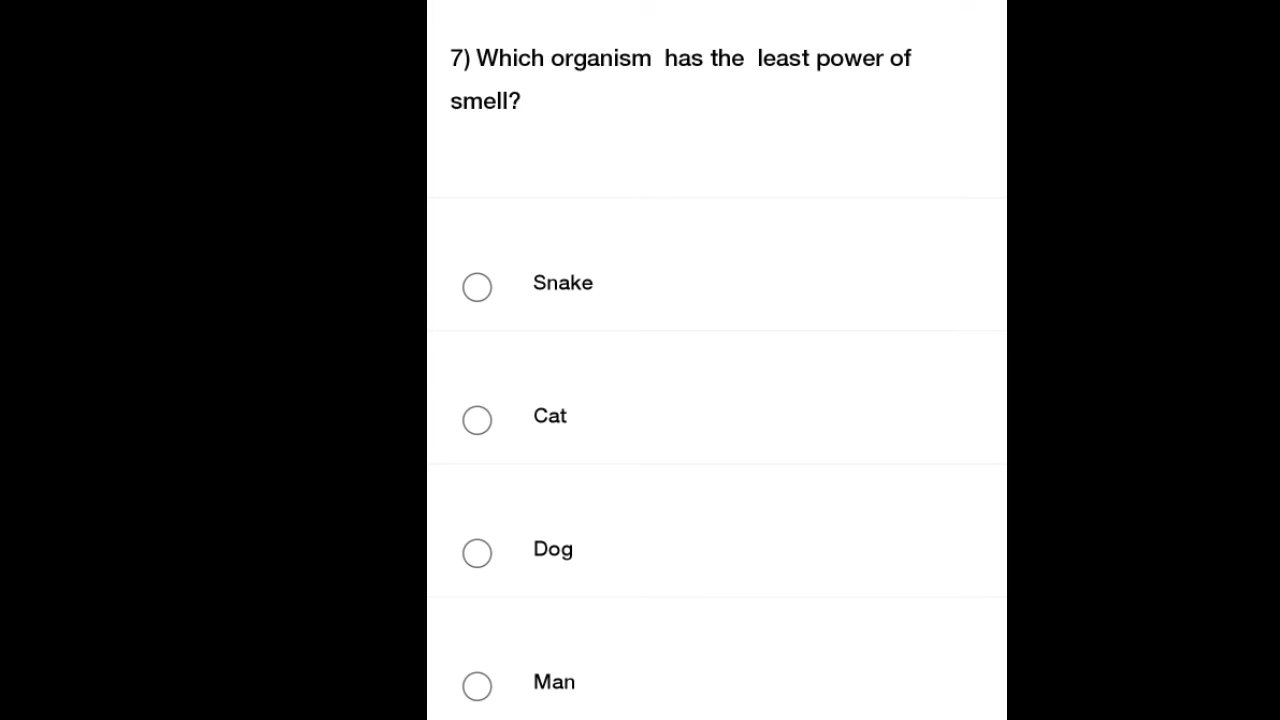 7) Which organism has the least power of
smell?
Snake
Cat
Dog
Man